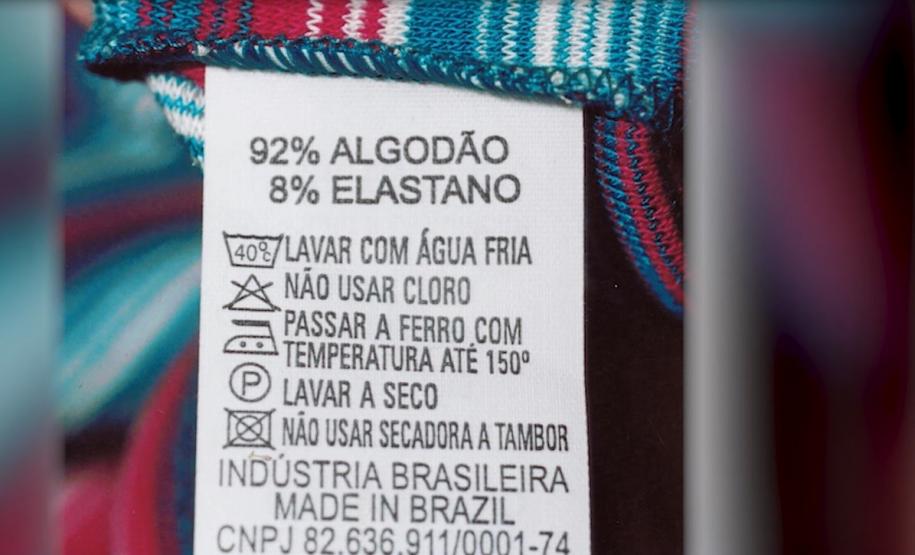 92% ALGODÃO
8% ELASTANO
40°c LAVAR COM ÁGUA FRIA
NÃO USAR CLORO
PASSAR A FERRO COM
TEMPERATURA ATÉ 150º
P LAVAR A SECO
NÃO USAR SECADORA A TAMBOR
INDÚSTRIA BRASILEIRA
MADE IN BRAZIL
CNPJ 82.636.911/0001-74